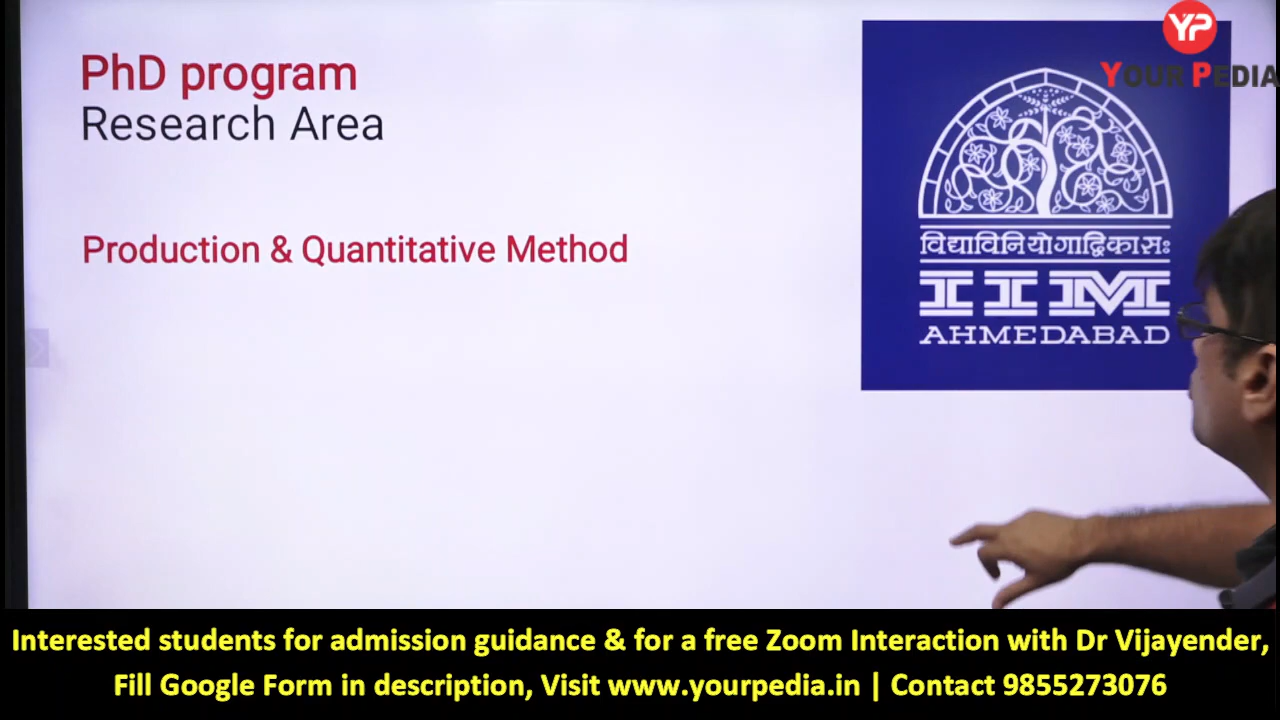 PhD program
Research Area
Production & Quantitative Method
YP
YOUR PEDIA
विद्याविनियोगाद्विकासः
IIM
AHMEDABAD
Interested students for admission guidance & for a free Zoom Interaction with Dr Vijayender,
Fill Google Form in description, Visit www.yourpedia.in | Contact 9855273076